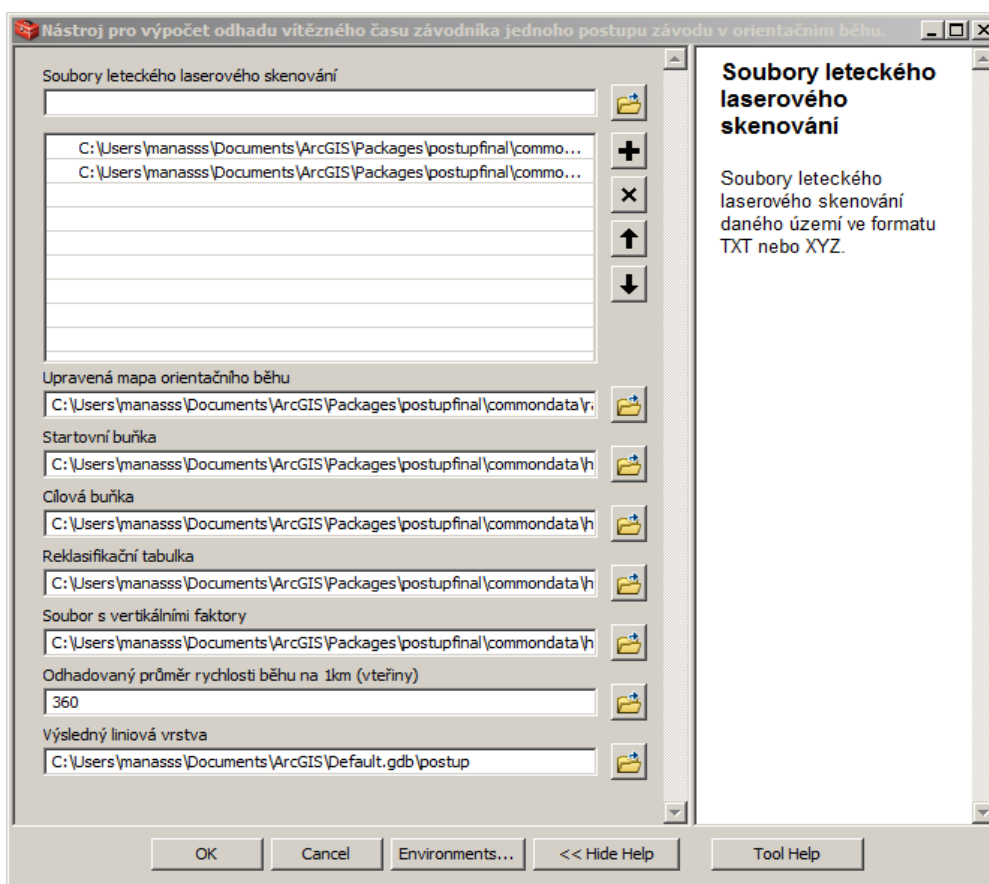 Nástroj pro výpočet odhadu vítězného času závodníka jednoho postupu závodu v orientačním běhu.
Soubory leteckého laserového skenování
C:\Users\manasss\Documents\ArcGIS\Packages\postupfinal\commo...
C:\Users\manasss\Documents\ArcGIS\Packages\postupfinal\commo...
Upravená mapa orientačního běhu
C:\Users\manasss\Documents\ArcGIS\Packages\postupfinal\commondata\ra
Startovní buňka
C:\Users\manasss\Documents\ArcGIS\Packages\postupfinal\commondata\h
Cílová buňka
C:\Users\manasss\Documents\ArcGIS\Packages\postupfinal\commondata\h
Reklasifikační tabulka
C:\Users\manasss\Documents\ArcGIS\Packages\postupfinal\commondata\h
Soubor s vertikálními faktory
C:\Users\manasss\Documents\ArcGIS\Packages\postupfinal\commondata\h
Odhadovaný průměr rychlosti běhu na 1km (vteřiny)
360
Výsledný liniová vrstva
C:\Users\manasss\Documents\ArcGIS\Default.gdb\postup
OK
Cancel
Environments...
<< Hide Help
Tool Help
Soubory leteckého
laserového
skenování
Soubory leteckého
laserového skenování
daného území ve formatu
TXT nebo XYZ.